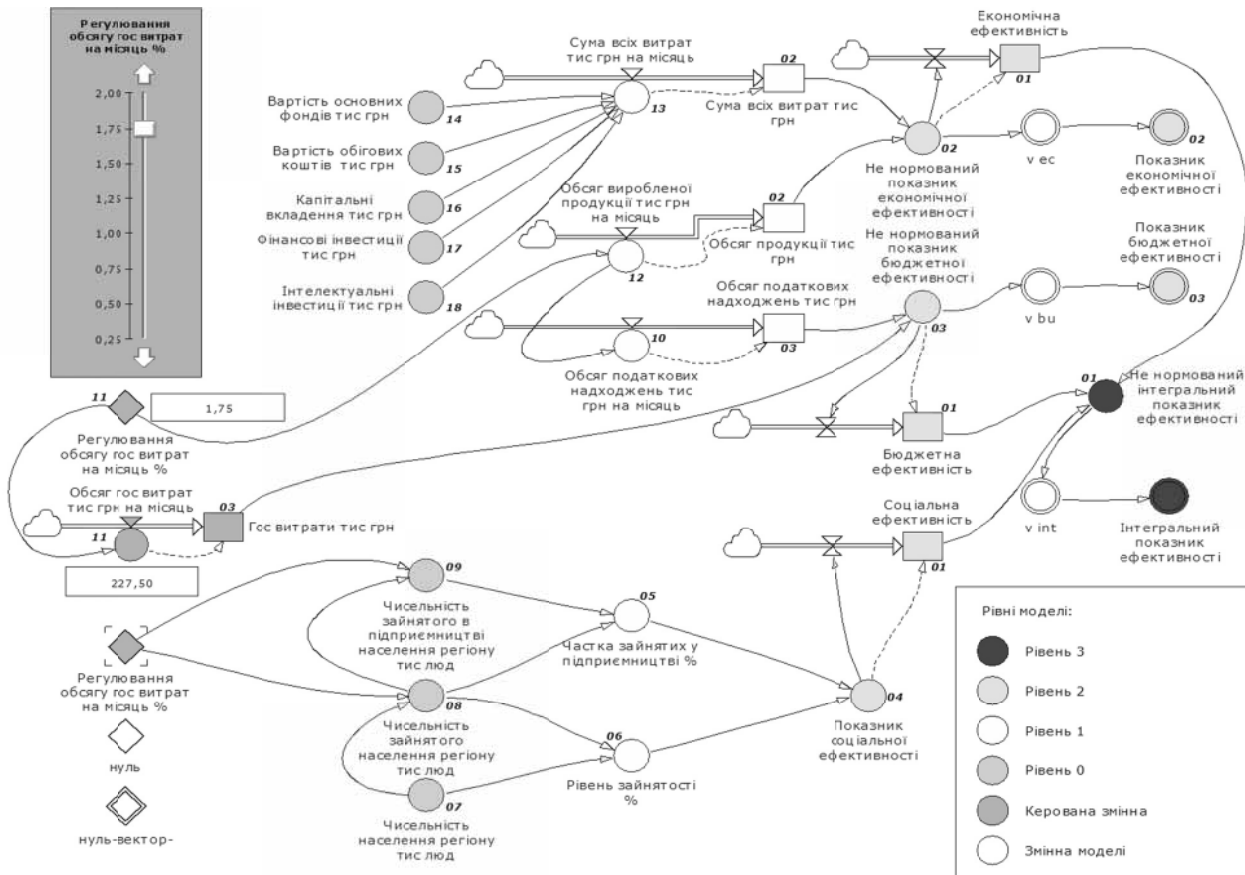 Регулювання
обсягу гос витрат
на місяць %
2,00
1,75
1,50
1,25
1,00
0,75
0,50
0,25
11
1,75
Регулювання
обсягу гос витрат
на місяць %
Обсяг гос витрат
тис грн на місяць
03
Гос витрати тис грн
11
227,50
Регулювання
обсягу гос витрат
на місяць %
нуль
нуль-вектор-
Сума всіх витрат
тис грн на місяць
13
02
Сума всіх витрат тис
грн
Вартість основних
фондів тис грн
14
Вартість обігових
коштів тис грн
15
Капітальні
вкладення тис грн
16
Фінансові інвестиції
тис грн
17
Інтелектуальні
інвестиції тис грн
18
Обсяг виробленої
продукції тис грн
на місяць
12
02
Обсяг продукції тис
грн
Обсяг податкових
надходжень тис грн
03
10
Обсяг податкових
надходжень тис
грн на місяць
Економічна
ефективність
01
02
Не нормований
показник
економічної
ефективності
v ec
02
Показник
економічної
ефективності
Не нормований
показник
бюджетної
ефективності
03
v bu
Показник
бюджетної
ефективності
03
01
Бюджетна
ефективність
01
Не нормований
інтегральний
показник
ефективності
v int
Інтегральний
показник
ефективності
Соціальна
ефективність
01
09
Чисельність
зайнятого в
підприємництві
населення регіону
тис люд
08
Чисельність
зайнятого
населення регіону
тис люд
07
Чисельність
населення регіону
тис люд
05
Частка зайнятих у
підприємництві %
06
Рівень зайнятості
%
04
Показник
соціальної
ефективності
Рівні моделі:
Рівень 3
Рівень 2
Рівень 1
Рівень 0
Керована змінна
Змінна моделі